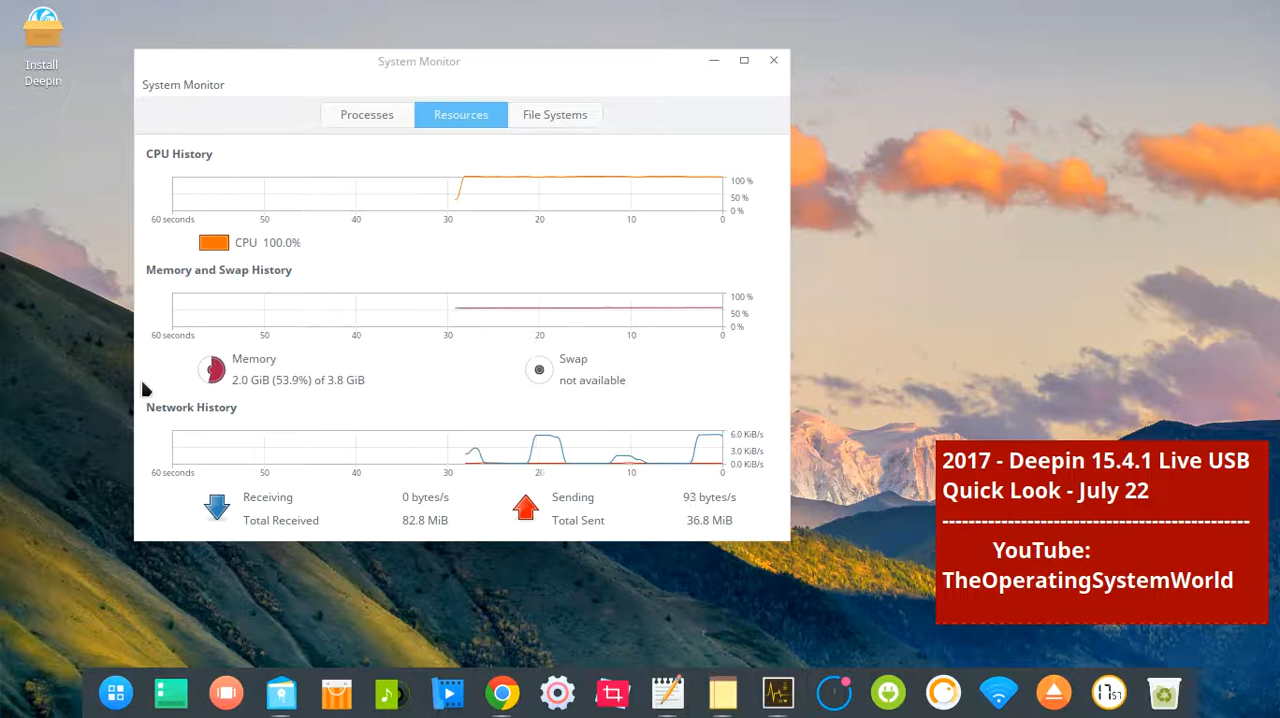 Install
Deepin
System Monitor
System Monitor
Processes
Resources
File Systems
CPU History
100 %
50 %
0 %
60 seconds
50
40
30
20
10
0
CPU 100.0%
Memory and Swap History
100 %
50 %
0 %
60 seconds
50
40
30
20
10
0
Memory
2.0 GiB (53.9%) of 3.8 GiB
Swap
not available
Network History
6.0 KiB/s
3.0 KiB/s
0.0 KiB/s
60 seconds
50
40
30
20
10
0
Receiving
0 bytes/s
Total Received
82.8 MiB
Sending
93 bytes/s
Total Sent
36.8 MiB
2017 - Deepin 15.4.1 Live USB
Quick Look - July 22
-----------------------------------------------
YouTube:
TheOperatingSystemWorld
17 51